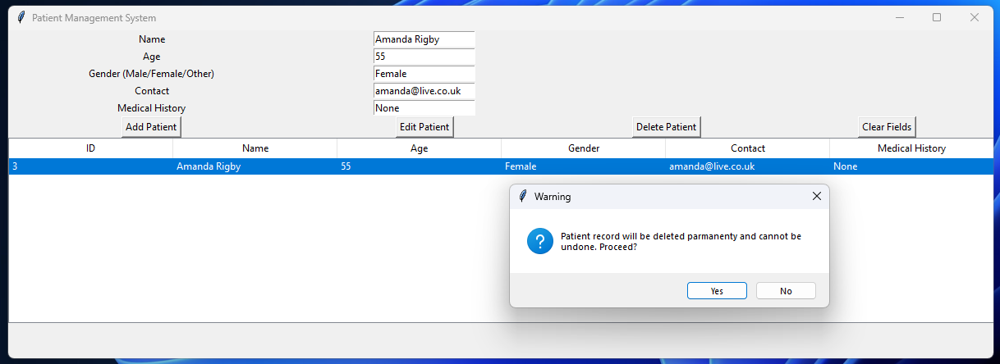 Patient Management System
Name Amanda Rigby
Age 55
Gender (Male/Female/Other) Female
Contact amanda@live.co.uk
Medical History None
Add Patient Edit Patient Delete Patient Clear Fields
ID Name Age Gender Contact Medical History
3 Amanda Rigby 55 Female amanda@live.co.uk None
Warning
Patient record will be deleted parmanenty and cannot be
undone. Proceed?
Yes No